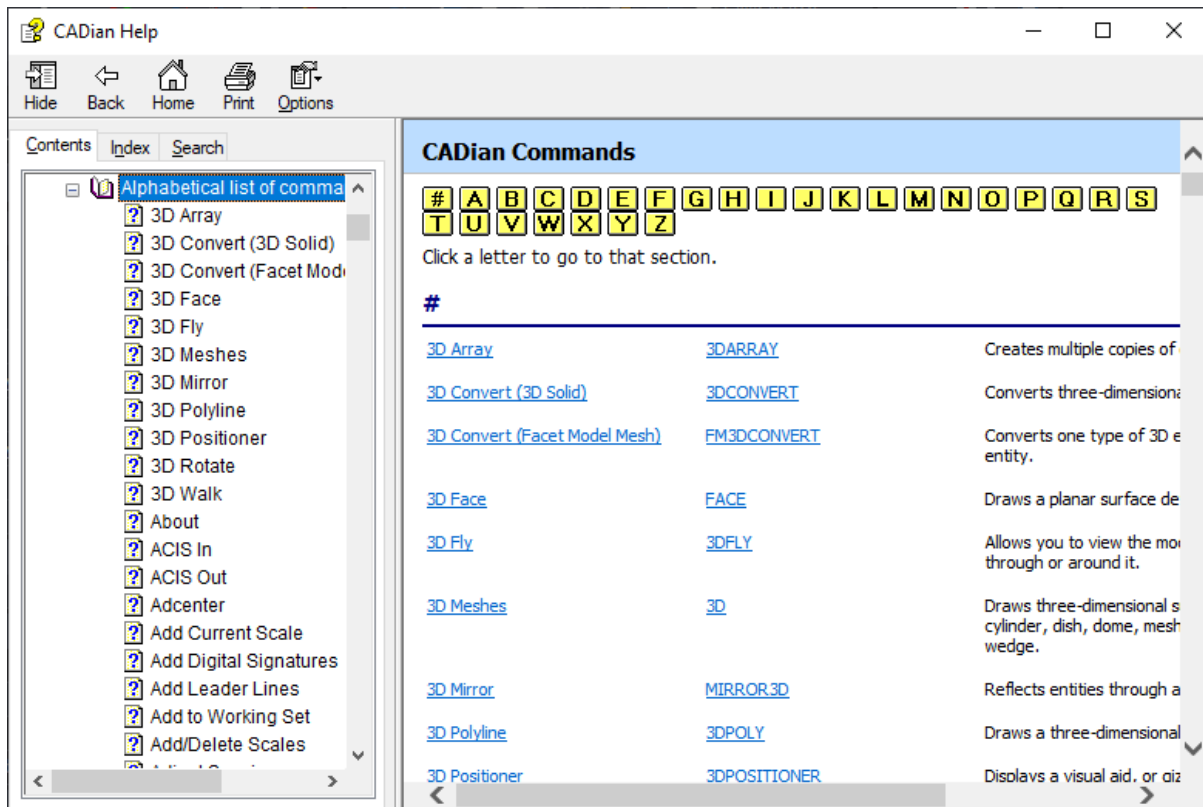 CADian Help
Hide Back Home Print Options
Contents Index Search
Alphabetical list of comma
3D Array
3D Convert (3D Solid)
3D Convert (Facet Mod
3D Face
3D Fly
3D Meshes
3D Mirror
3D Polyline
3D Positioner
3D Rotate
3D Walk
About
ACIS In
ACIS Out
Adcenter
Add Current Scale
Add Digital Signatures
Add Leader Lines
Add to Working Set
Add/Delete Scales
CADian Commands
# A B C D E F G H I J K L M N O P Q R S
T U V W X Y Z
Click a letter to go to that section.
#
3D Array 3DARRAY Creates multiple copies of
3D Convert (3D Solid) 3DCONVERT Converts three-dimensiona
3D Convert (Facet Model Mesh) FM3DCONVERT Converts one type of 3D e
entity.
3D Face FACE Draws a planar surface de
3D Fly 3DFLY Allows you to view the mo
through or around it.
3D Meshes 3D Draws three-dimensional s
cylinder, dish, dome, mesh
wedge.
3D Mirror MIRROR3D Reflects entities through a
3D Polyline 3DPOLY Draws a three-dimensional
3D Positioner 3DPOSITIONER Displays a visual aid, or giz